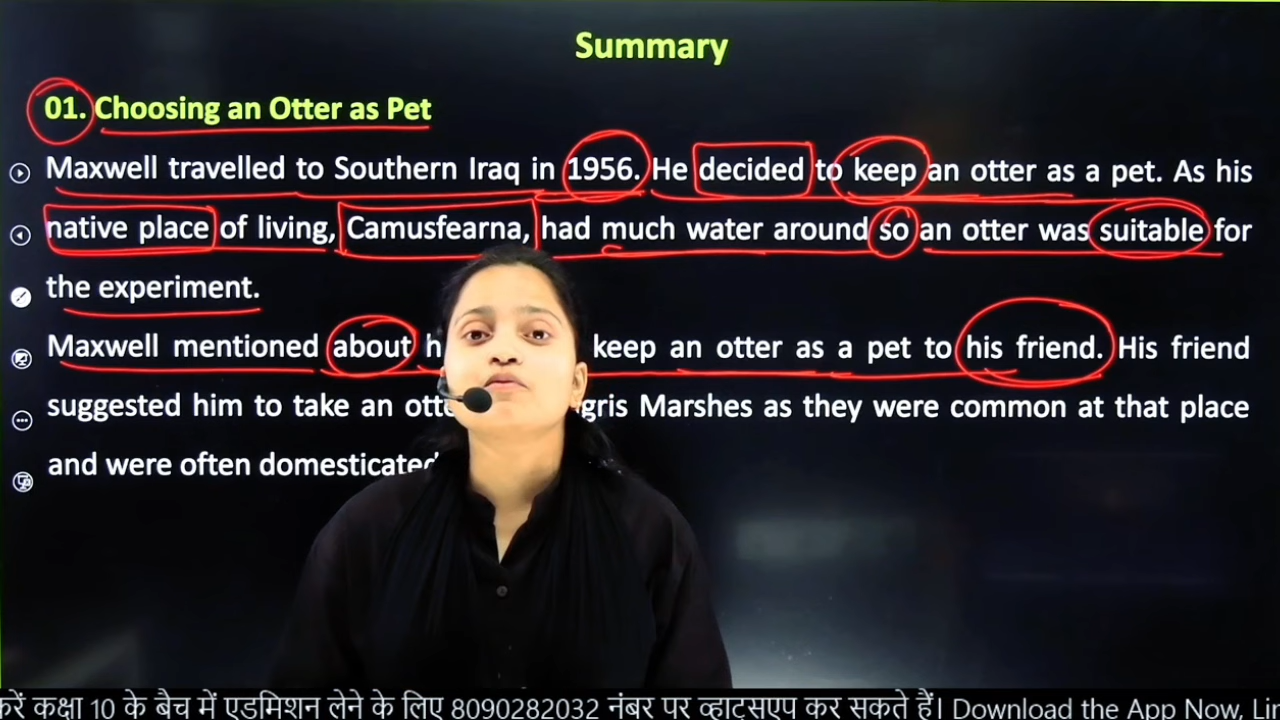 Summary
01. Choosing an Otter as Pet
Maxwell travelled to Southern Iraq in 1956. He decided to keep an otter as a pet. As his
native place of living, Camusfearna, had much water around so an otter was suitable for
the experiment.
Maxwell mentioned about keep an otter as a pet to his friend. His friend
suggested him to take an Marshes as they were common at that place
and were often domesticated
करें कक्षा 10 के बैच में एडमिशन लेने के लिए 8090282032 नंबर पर व्हाट्सएप कर सकते हैं। Download the App Now,